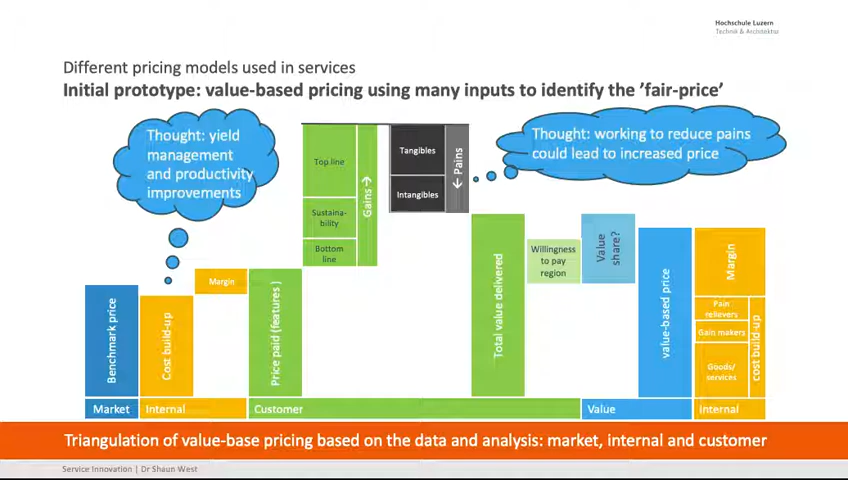 Hochschule Luzern
Technik & Architektur
Different pricing models used in services
Initial prototype: value-based pricing using many inputs to identify the ’fair-price’
Thought: yield
management
and productivity
improvements
Top line
Sustaina-
bility
Bottom
line
Gains →
Tangibles
Intangibles
← Pains
Thought: working to reduce pains
could lead to increased price
Benchmark price
Cost build-up
Margin
Price paid (features )
Total value delivered
Willingness
to pay
region
Value
share?
value-based price
Margin
Pain
relievers
Gain makers
Goods/
services
cost build-up
Market
Internal
Customer
Value
Internal
Triangulation of value-base pricing based on the data and analysis: market, internal and customer
Service Innovation | Dr Shaun West